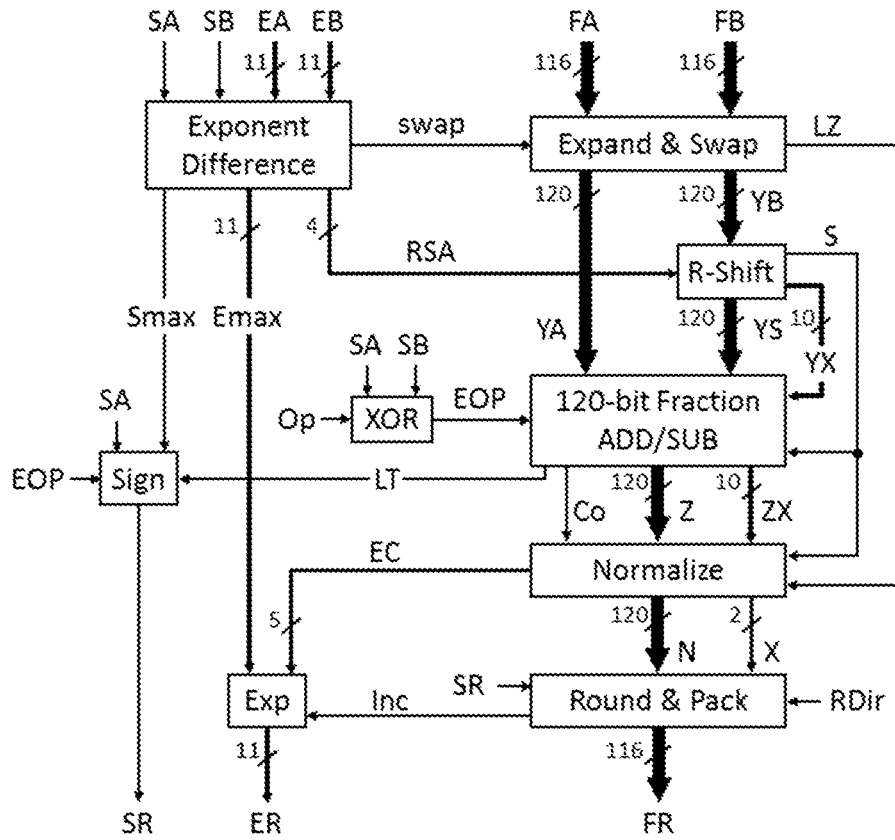 SA SB EA EB FA FB
11 11 116 116
Exponent Difference
swap
Expand & Swap
LZ
11 4 120 120 YB
RSA
R-Shift
S
Smax Emax
YA 120 YS 10 YX
SA SB
Op XOR EOP
120-bit Fraction
ADD/SUB
SA
EOP Sign
LT
Co 120 Z 10 ZX
EC
Normalize
5
120 N 2 X
Exp
Inc
SR
Round & Pack
RDir
11 116
SR ER FR